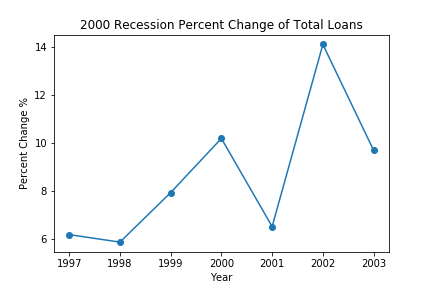 2000 Recession Percent Change of Total Loans
14
12
10
8
6
Percent Change %
1997 1998 1999 2000 2001 2002 2003
Year